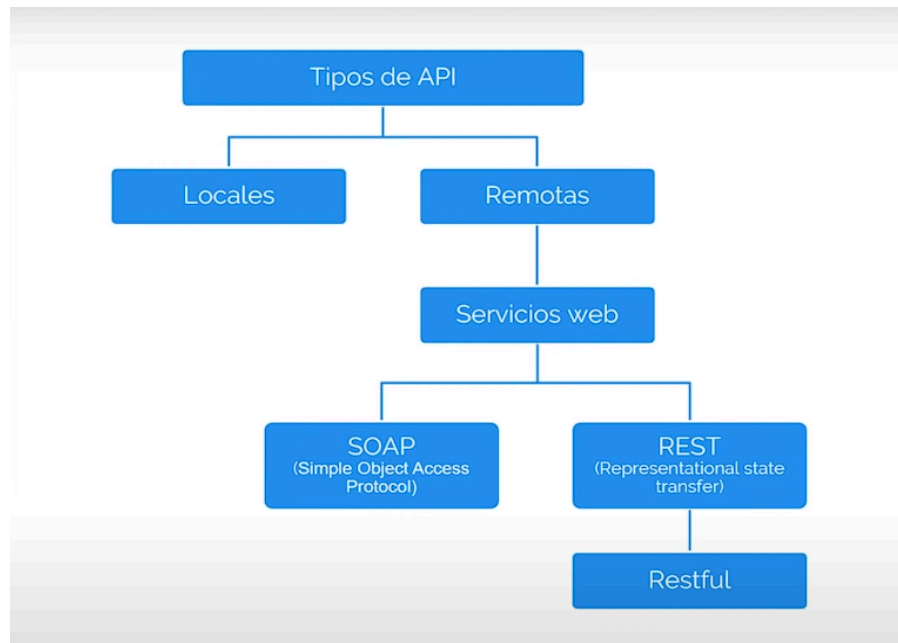 Tipos de API
Locales
Remotas
Servicios web
SOAP
(Simple Object Access
Protocol)
REST
(Representational state
transfer)
Restful